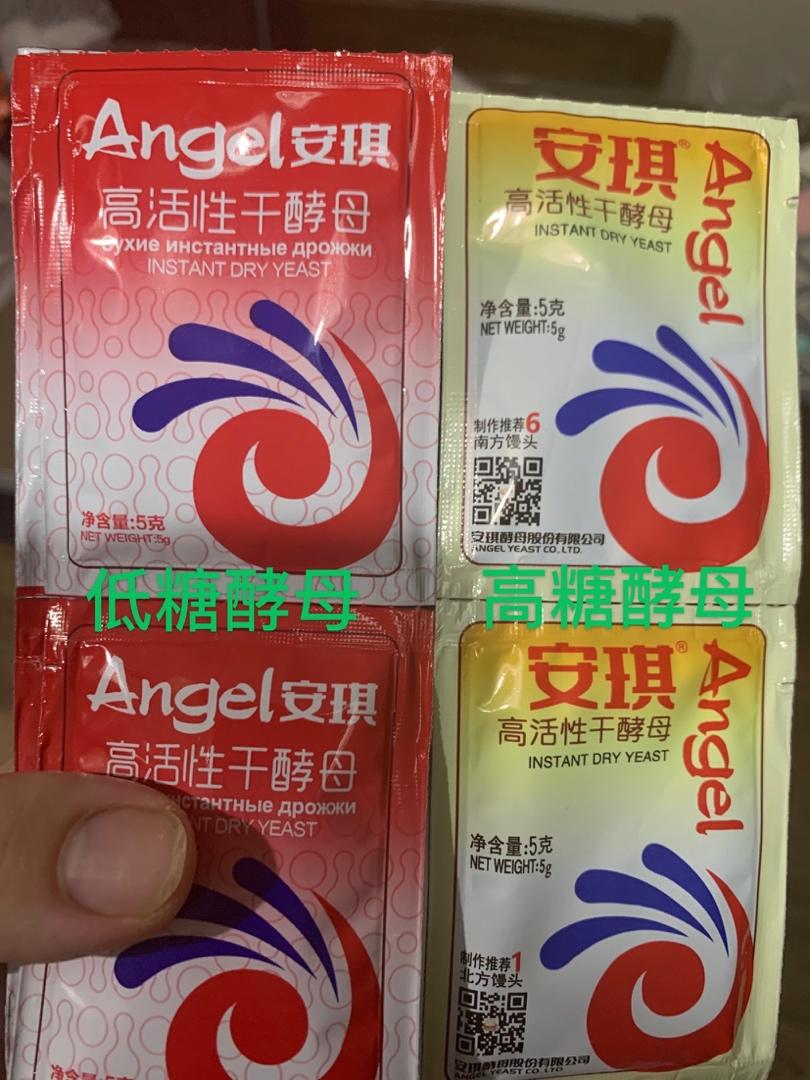 Angel安琪
高活性干酵母
Сухие инстантные дрожжи
INSTANT DRY YEAST
净含量:5克
NET WEIGHT:5g
安琪®
Angel
高活性干酵母
INSTANT DRY YEAST
净含量:5克
NET WEIGHT:5g
制作推荐6
南方馒头
安琪酵母股份有限公司
ANGEL YEAST CO.,LTD.
低糖酵母
高糖酵母
Angel安琪
高活性干酵母
инстантные дрожжи
INSTANT DRY YEAST
安琪®
Angel
高活性干酵母
INSTANT DRY YEAST
净含量:5克
NET WEIGHT:5g
制作推荐1
北方馒头
安琪酵母股份有限公司
ANGEL YEAST CO.,LTD.